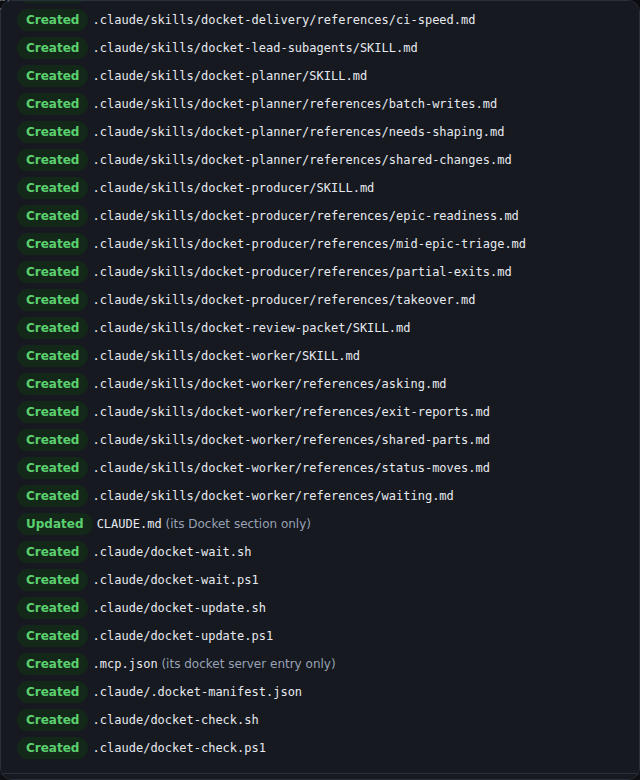 Created .claude/skills/docket-delivery/references/ci-speed.md
Created .claude/skills/docket-lead-subagents/SKILL.md
Created .claude/skills/docket-planner/SKILL.md
Created .claude/skills/docket-planner/references/batch-writes.md
Created .claude/skills/docket-planner/references/needs-shaping.md
Created .claude/skills/docket-planner/references/shared-changes.md
Created .claude/skills/docket-producer/SKILL.md
Created .claude/skills/docket-producer/references/epic-readiness.md
Created .claude/skills/docket-producer/references/mid-epic-triage.md
Created .claude/skills/docket-producer/references/partial-exits.md
Created .claude/skills/docket-producer/references/takeover.md
Created .claude/skills/docket-review-packet/SKILL.md
Created .claude/skills/docket-worker/SKILL.md
Created .claude/skills/docket-worker/references/asking.md
Created .claude/skills/docket-worker/references/exit-reports.md
Created .claude/skills/docket-worker/references/shared-parts.md
Created .claude/skills/docket-worker/references/status-moves.md
Created .claude/skills/docket-worker/references/waiting.md
Updated CLAUDE.md (its Docket section only)
Created .claude/docket-wait.sh
Created .claude/docket-wait.ps1
Created .claude/docket-update.sh
Created .claude/docket-update.ps1
Created .mcp.json (its docket server entry only)
Created .claude/.docket-manifest.json
Created .claude/docket-check.sh
Created .claude/docket-check.ps1